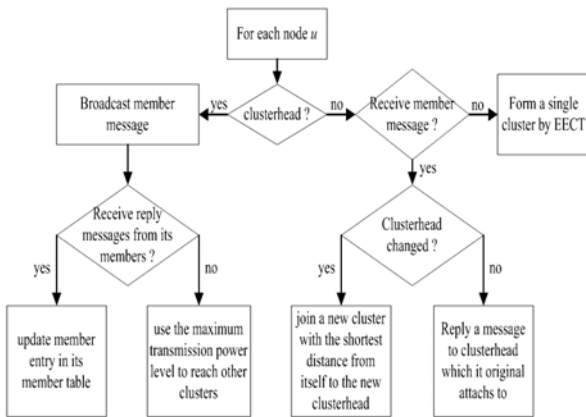 For each node u
Broadcast member
message
yes
clusterhead ?
no
Receive member
message ?
no
Form a single
cluster by EECT
yes
Receive reply
messages from its
members ?
Clusterhead
changed ?
yes
no
yes
no
update member
entry in its
member table
use the maximum
transmission power
level to reach other
clusters
join a new cluster
with the shortest
distance from
itself to the new
clusterhead
Reply a message
to clusterhead
which it original
attachs to